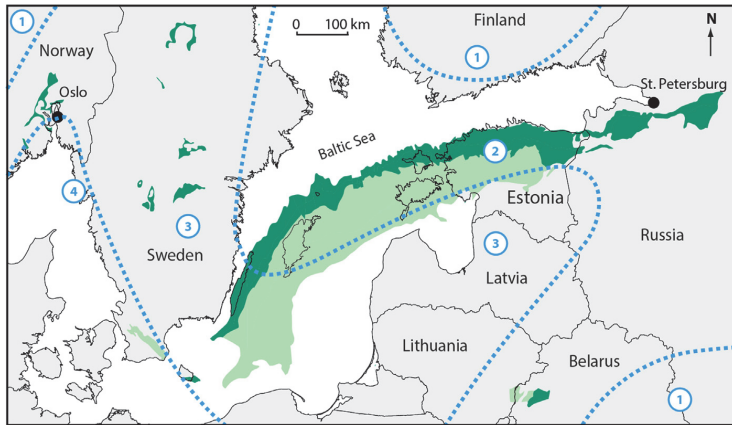 1
0 100 km
Finland
N
Norway
1
St. Petersburg
Oslo
Baltic Sea
2
4
Estonia
3
3
Russia
Sweden
Latvia
Lithuania
Belarus
1